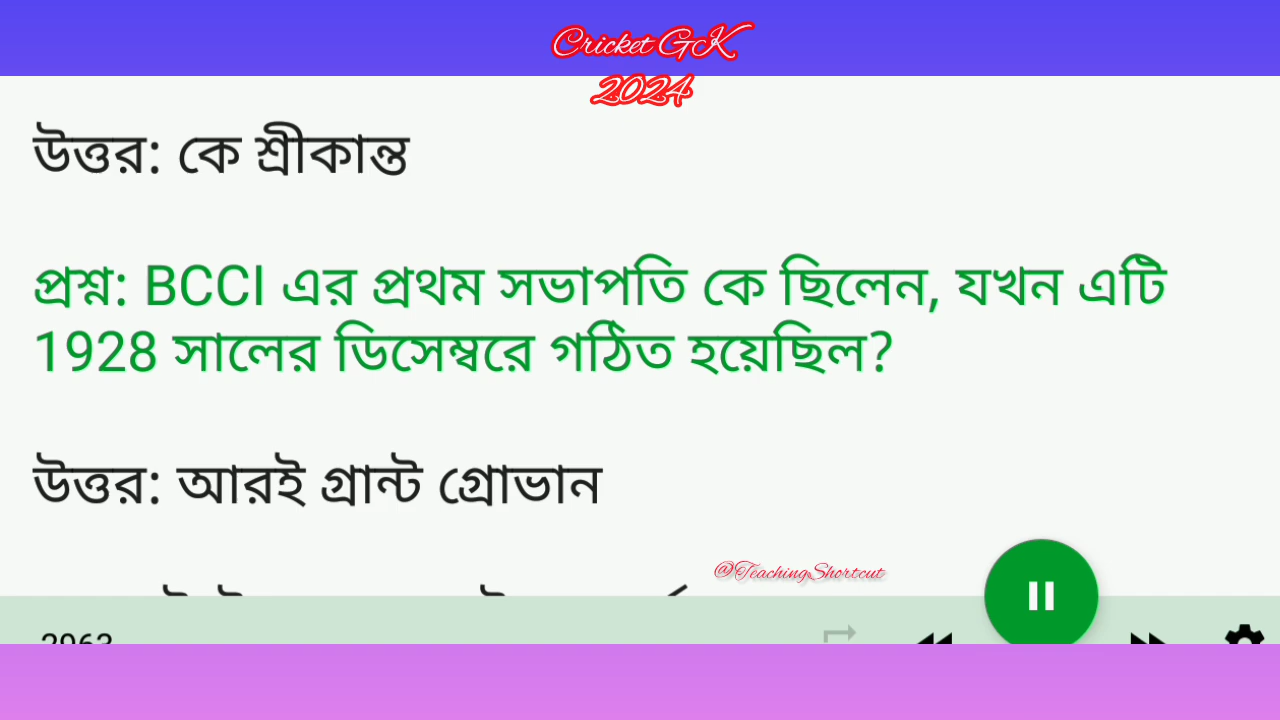 Cricket GK
2024
উত্তর: কে শ্রীকান্ত
প্রশ্ন: BCCI এর প্রথম সভাপতি কে ছিলেন, যখন এটি
1928 সালের ডিসেম্বরে গঠিত হয়েছিল?
উত্তর: আরই গ্রান্ট গ্রোভান
@TeachingShortcut